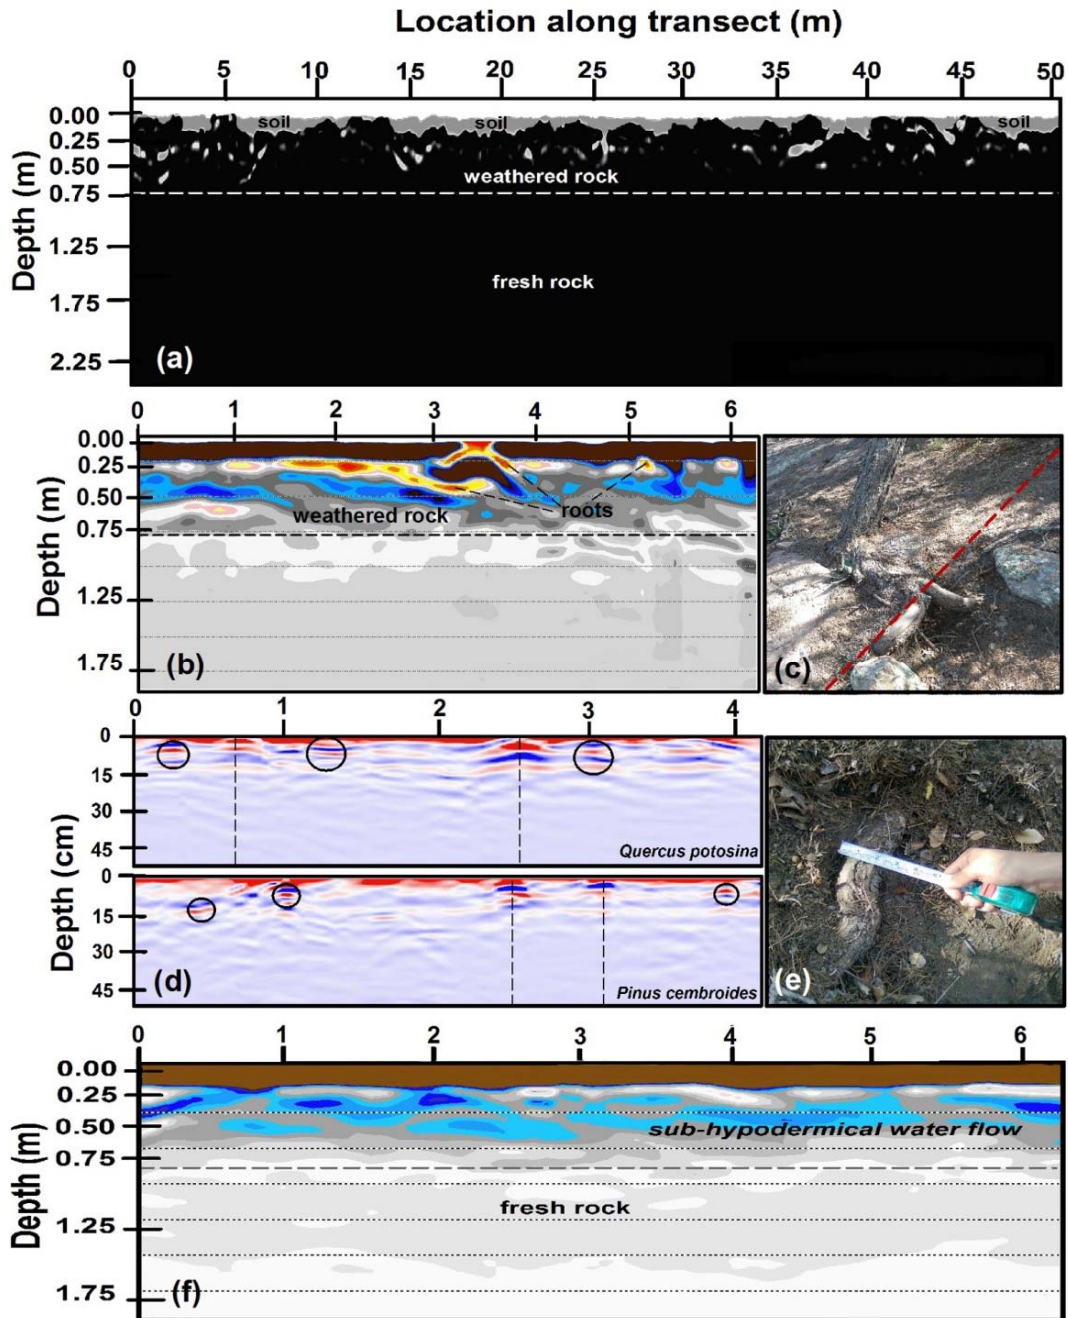 Location along transect (m)
0 5 10 15 20 25 30 35 40 45 50
Depth (m)
0.00
0.25
0.50
0.75
1.25
1.75
2.25
soil soil soil
weathered rock
fresh rock
(a)
0 1 2 3 4 5 6
Depth (m)
0.00
0.25
0.50
0.75
1.25
1.75
roots
weathered rock
(b)
(c)
0 1 2 3 4
Depth (cm)
0
15
30
45
Quercus potosina
0
15
30
45
(d)
Pinus cembroides
(e)
0 1 2 3 4 5 6
Depth (m)
0.00
0.25
0.50
0.75
1.25
1.75
sub-hypodermical water flow
fresh rock
(f)